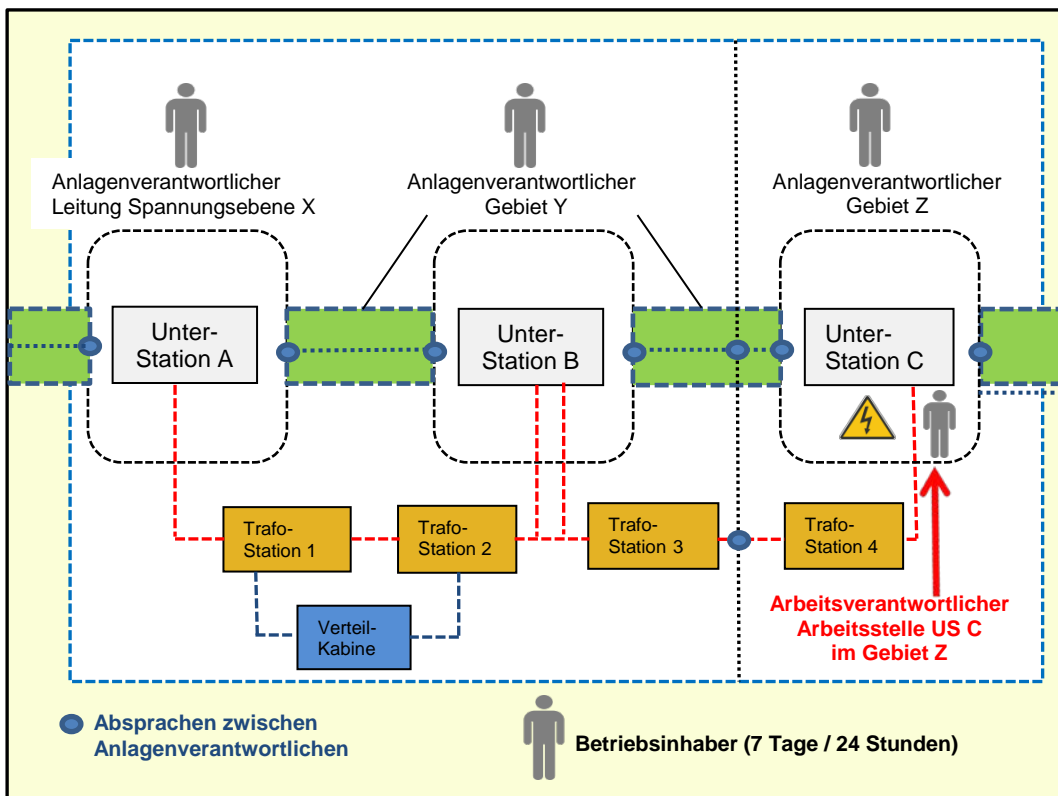 Anlagenverantwortlicher
Leitung Spannungsebene X
Anlagenverantwortlicher
Gebiet Y
Anlagenverantwortlicher
Gebiet Z
Unter-
Station A
Unter-
Station B
Unter-
Station C
Trafo-
Station 1
Trafo-
Station 2
Trafo-
Station 3
Trafo-
Station 4
Verteil-
Kabine
Arbeitsverantwortlicher
Arbeitsstelle US C
im Gebiet Z
Absprachen zwischen
Anlagenverantwortlichen
Betriebsinhaber (7 Tage / 24 Stunden)